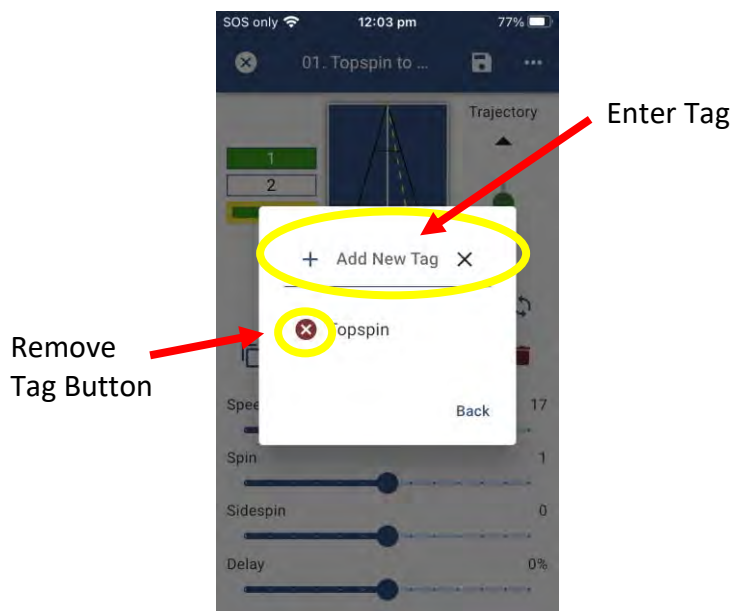 SOS only 12:03 pm 77%
01. Topspin to ...
Trajectory
Enter Tag
1
2
+ Add New Tag
Topspin
Remove
Tag Button
Back
Spee 17
Spin 1
Sidespin 0
Delay 0%